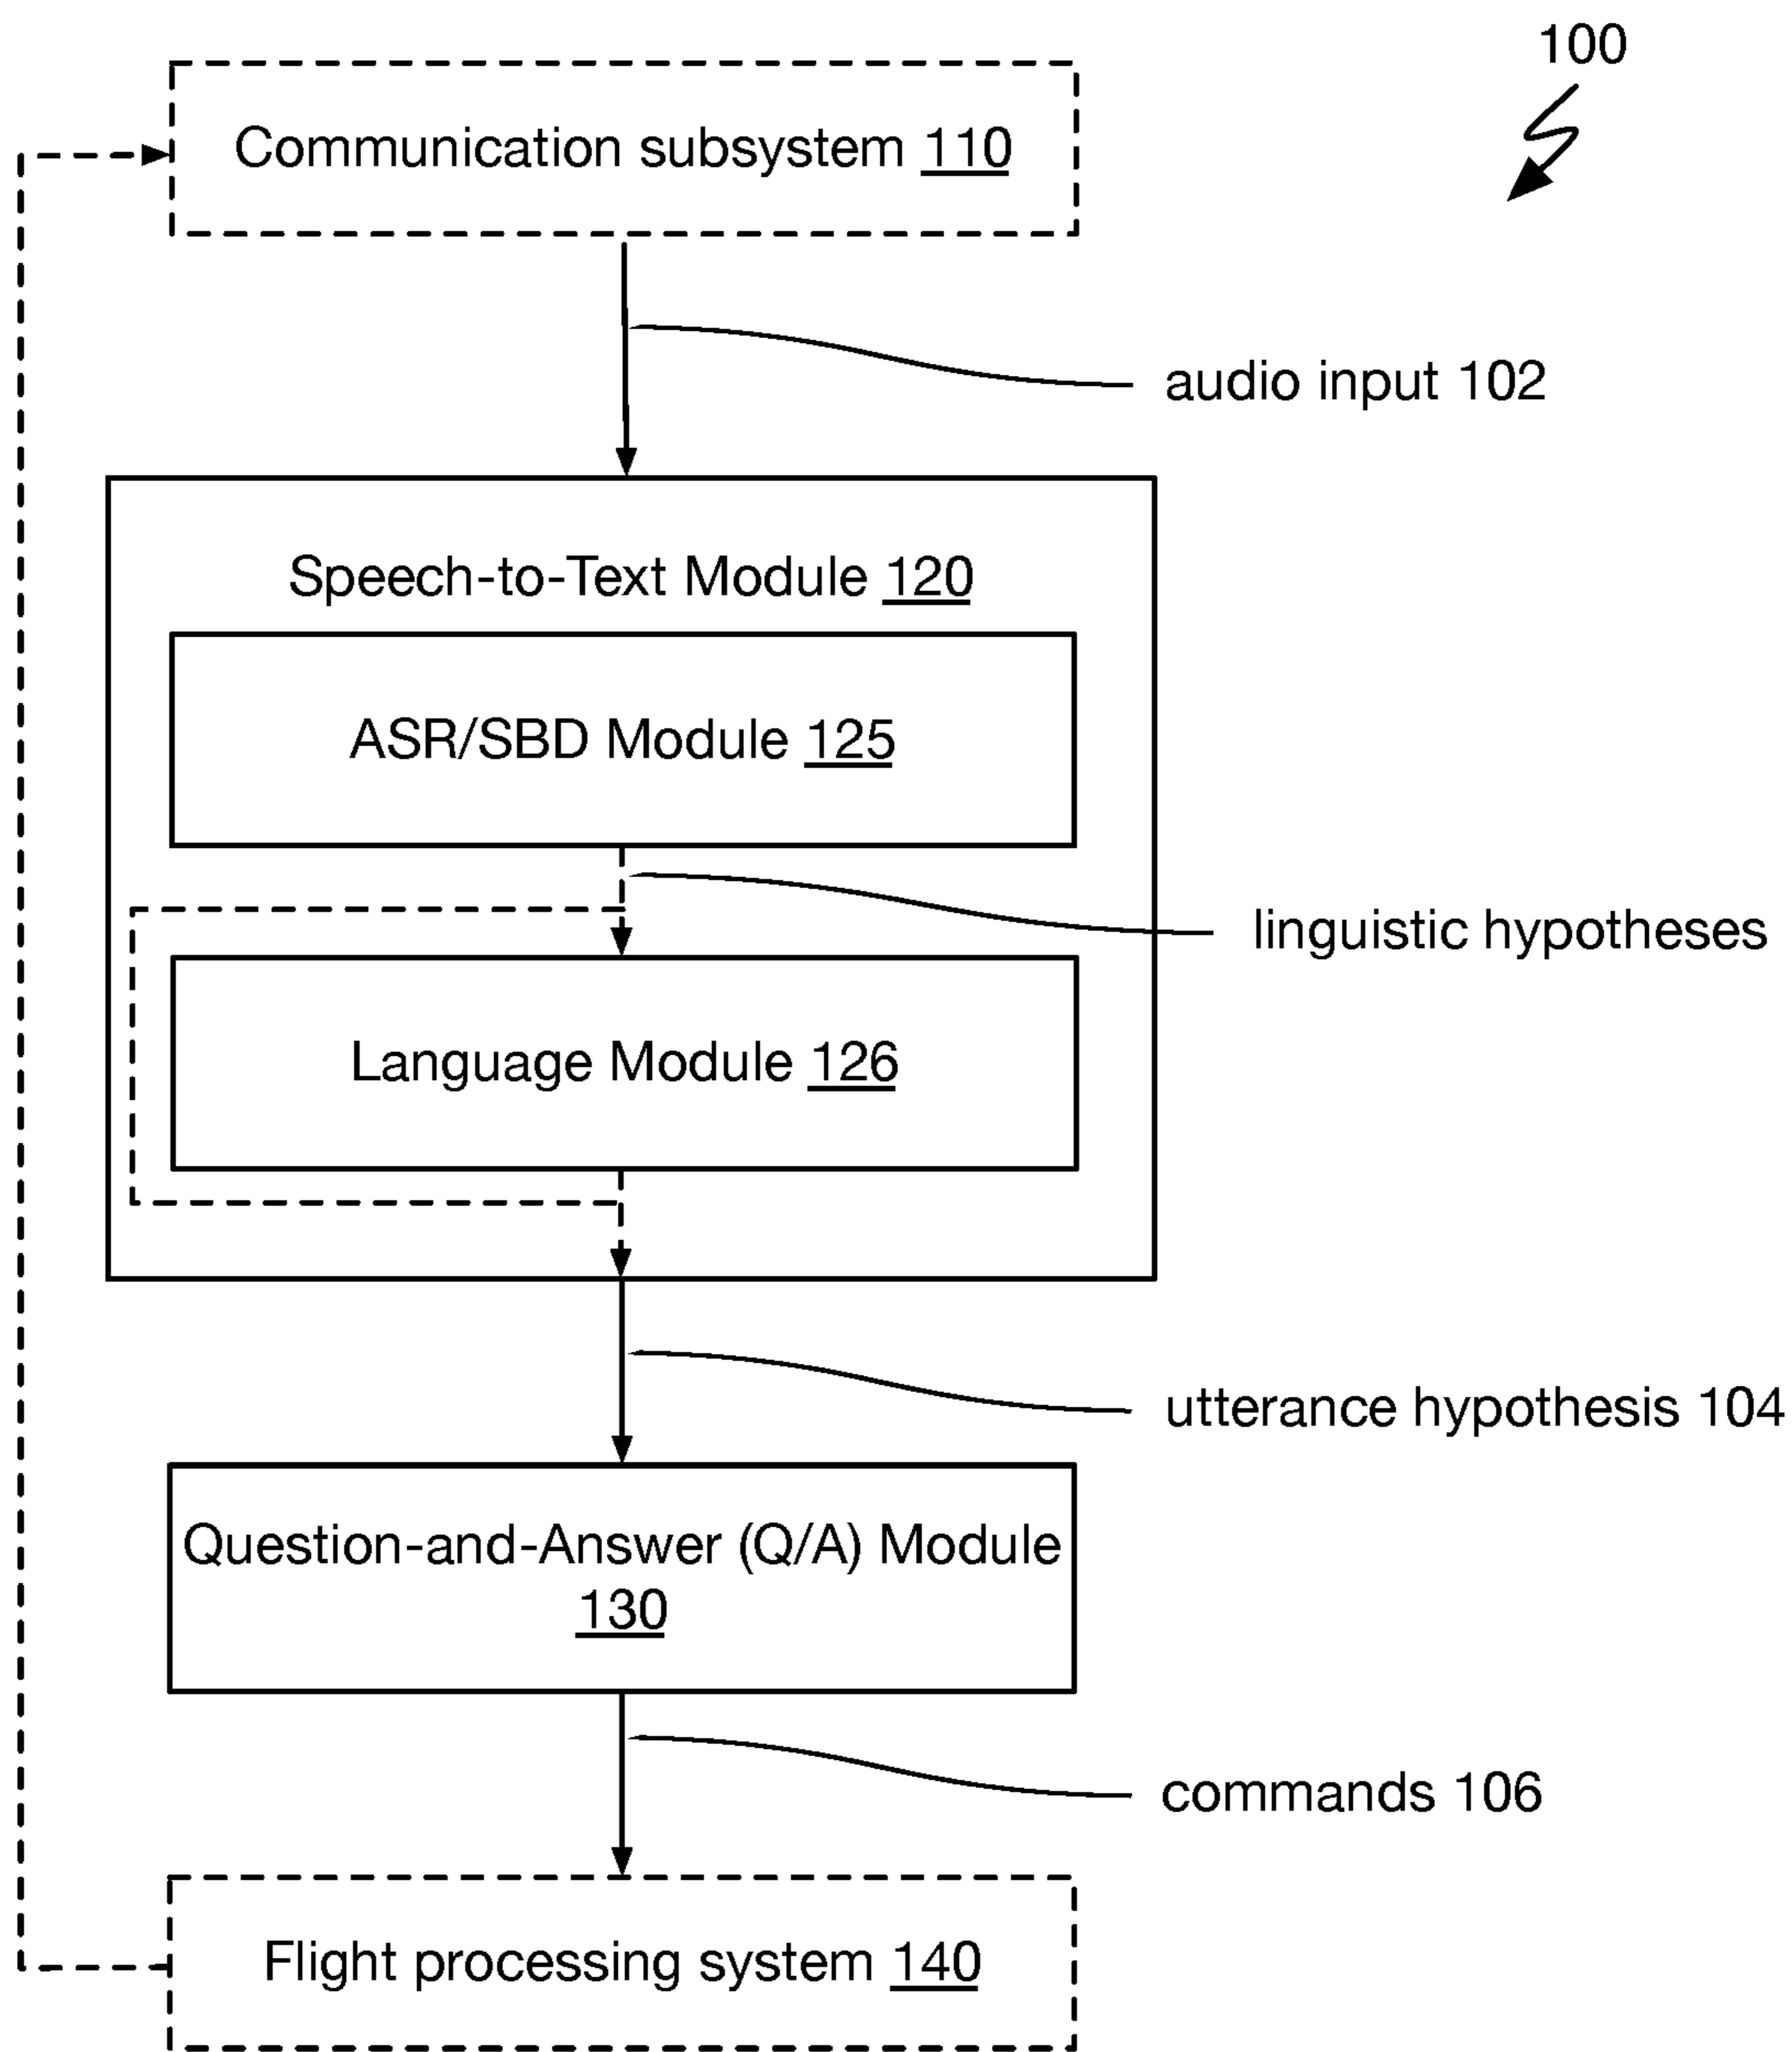 100
Communication subsystem 110
audio input 102
Speech-to-Text Module 120
ASR/SBD Module 125
linguistic hypotheses
Language Module 126
utterance hypothesis 104
Question-and-Answer (Q/A) Module
130
commands 106
Flight processing system 140